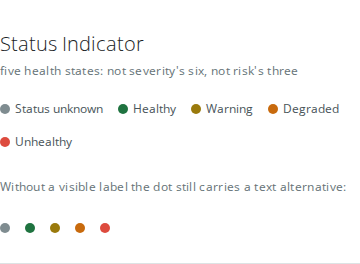 Status Indicator
five health states: not severity's six, not risk's three
Status unknown Healthy Warning Degraded
Unhealthy
Without a visible label the dot still carries a text alternative: